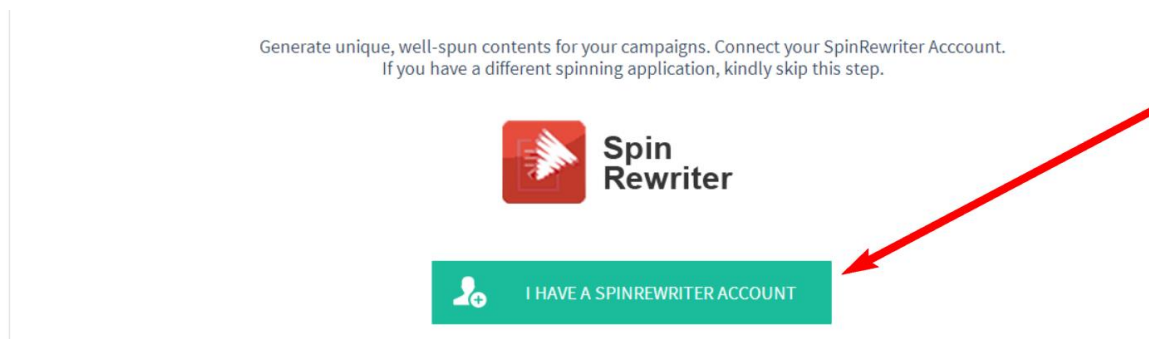 Generate unique, well-spun contents for your campaigns. Connect your SpinRewriter Acccount.
If you have a different spinning application, kindly skip this step.
Spin
Rewriter
I HAVE A SPINREWRITER ACCOUNT